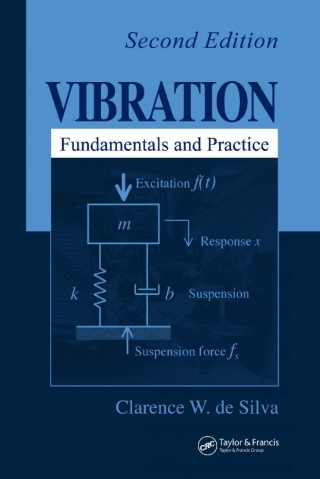 Second Edition
VIBRATION
Fundamentals and Practice
Excitation f(t)
m
Response x
k
b
Suspension
Suspension force fs
Clarence W. de Silva
CRC
Taylor & Francis
Taylor & Francis Group